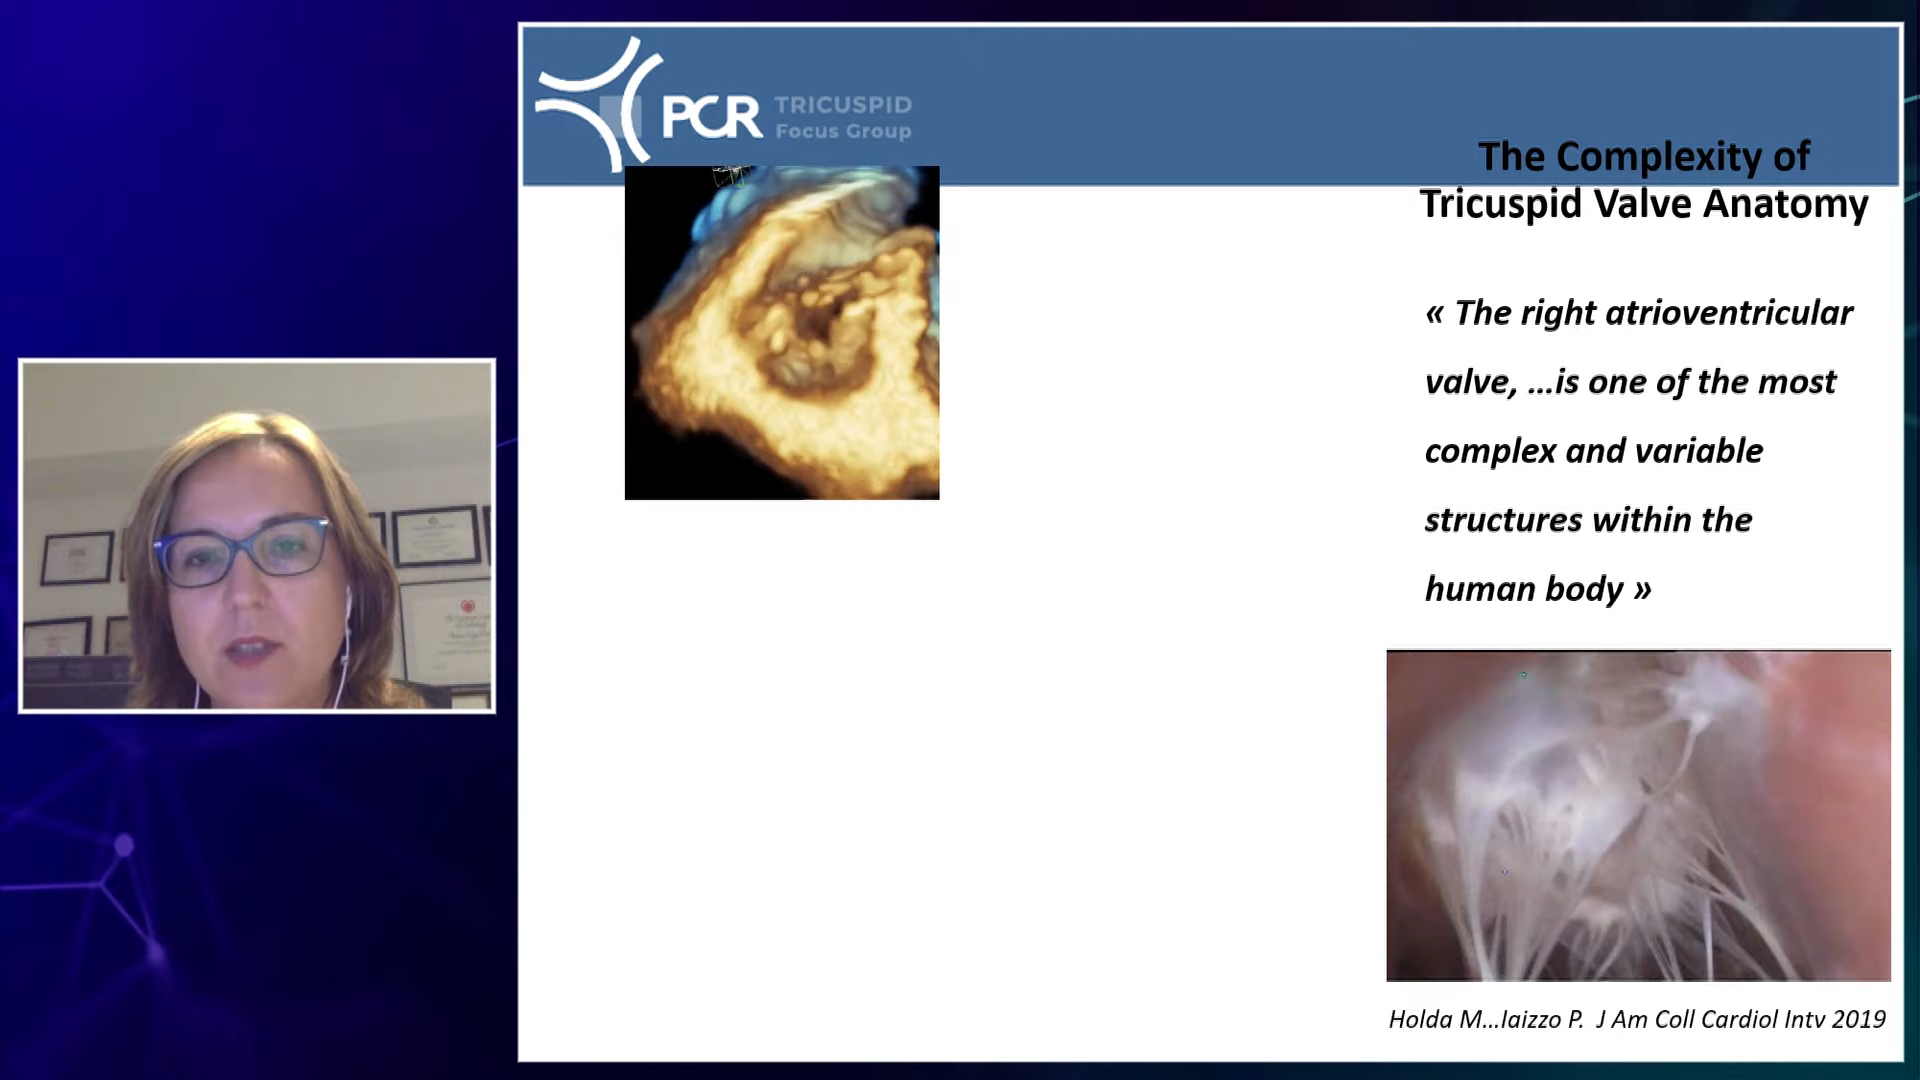 PCR TRICUSPID
Focus Group
The Complexity of
Tricuspid Valve Anatomy
« The right atrioventricular
valve, ...is one of the most
complex and variable
structures within the
human body »
Holda M...Iaizzo P. J Am Coll Cardiol Intv 2019